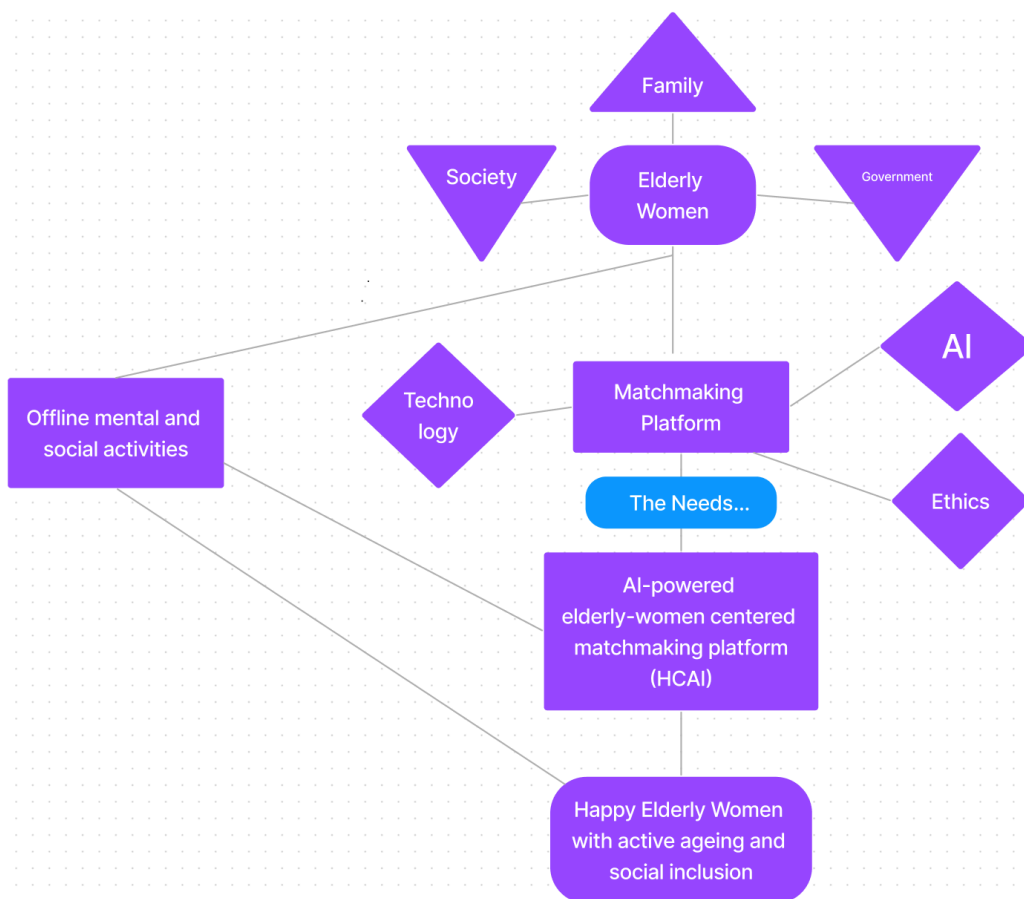 Family
Society
Elderly
Women
Government
AI
Techno
logy
Matchmaking
Platform
Offline mental and
social activities
Ethics
The Needs...
AI-powered
elderly-women centered
matchmaking platform
(HCAI)
Happy Elderly Women
with active ageing and
social inclusion